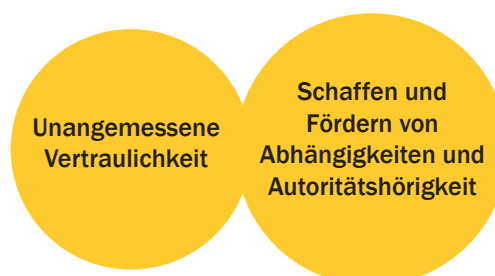 Unangemessene
Vertraulichkeit
Schaffen und
Fördern von
Abhängigkeiten und
Autoritätshörigkeit